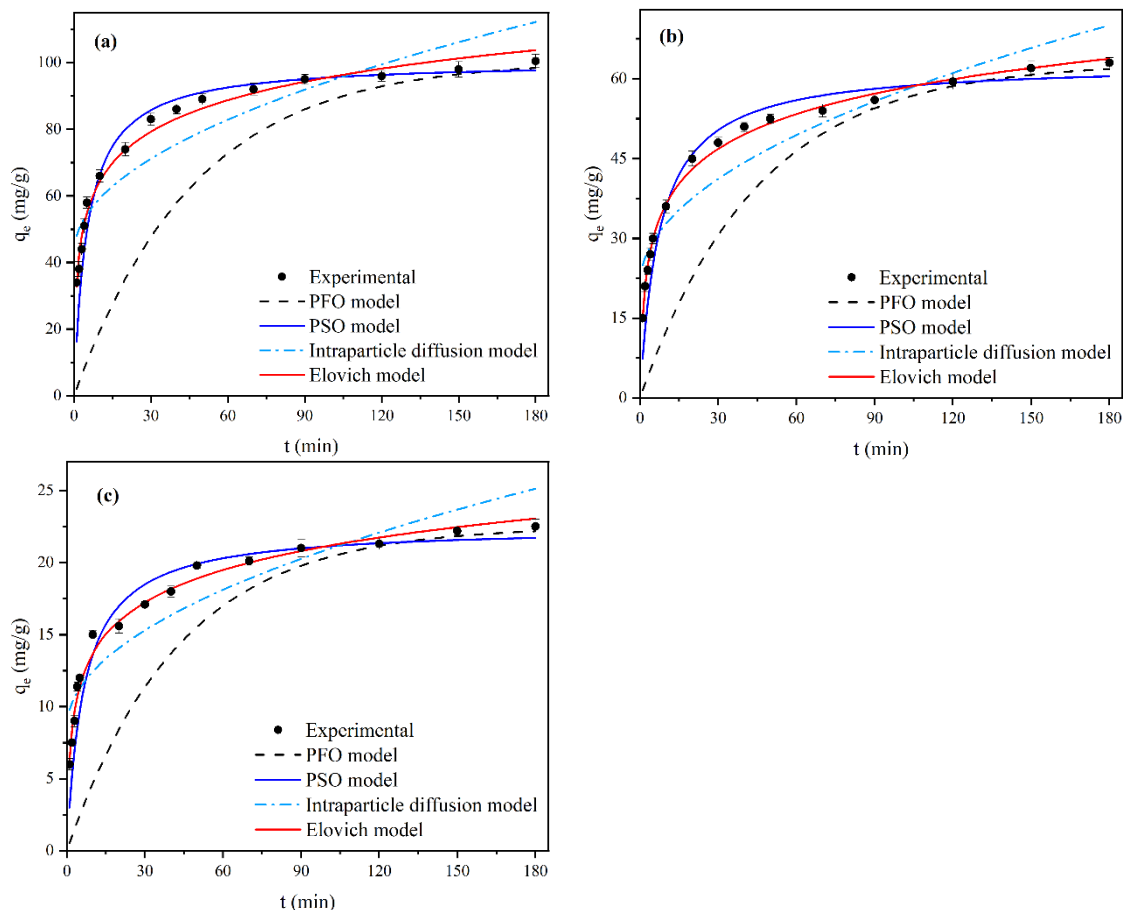 (a)
q_e (mg/g)
100
80
60
40
20
0
Experimental
PFO model
PSO model
Intraparticle diffusion model
Elovich model
0 30 60 90 120 150 180
t (min)
(b)
q_e (mg/g)
60
45
30
15
0
Experimental
PFO model
PSO model
Intraparticle diffusion model
Elovich model
0 30 60 90 120 150 180
t (min)
(c)
q_e (mg/g)
25
20
15
10
5
0
Experimental
PFO model
PSO model
Intraparticle diffusion model
Elovich model
0 30 60 90 120 150 180
t (min)